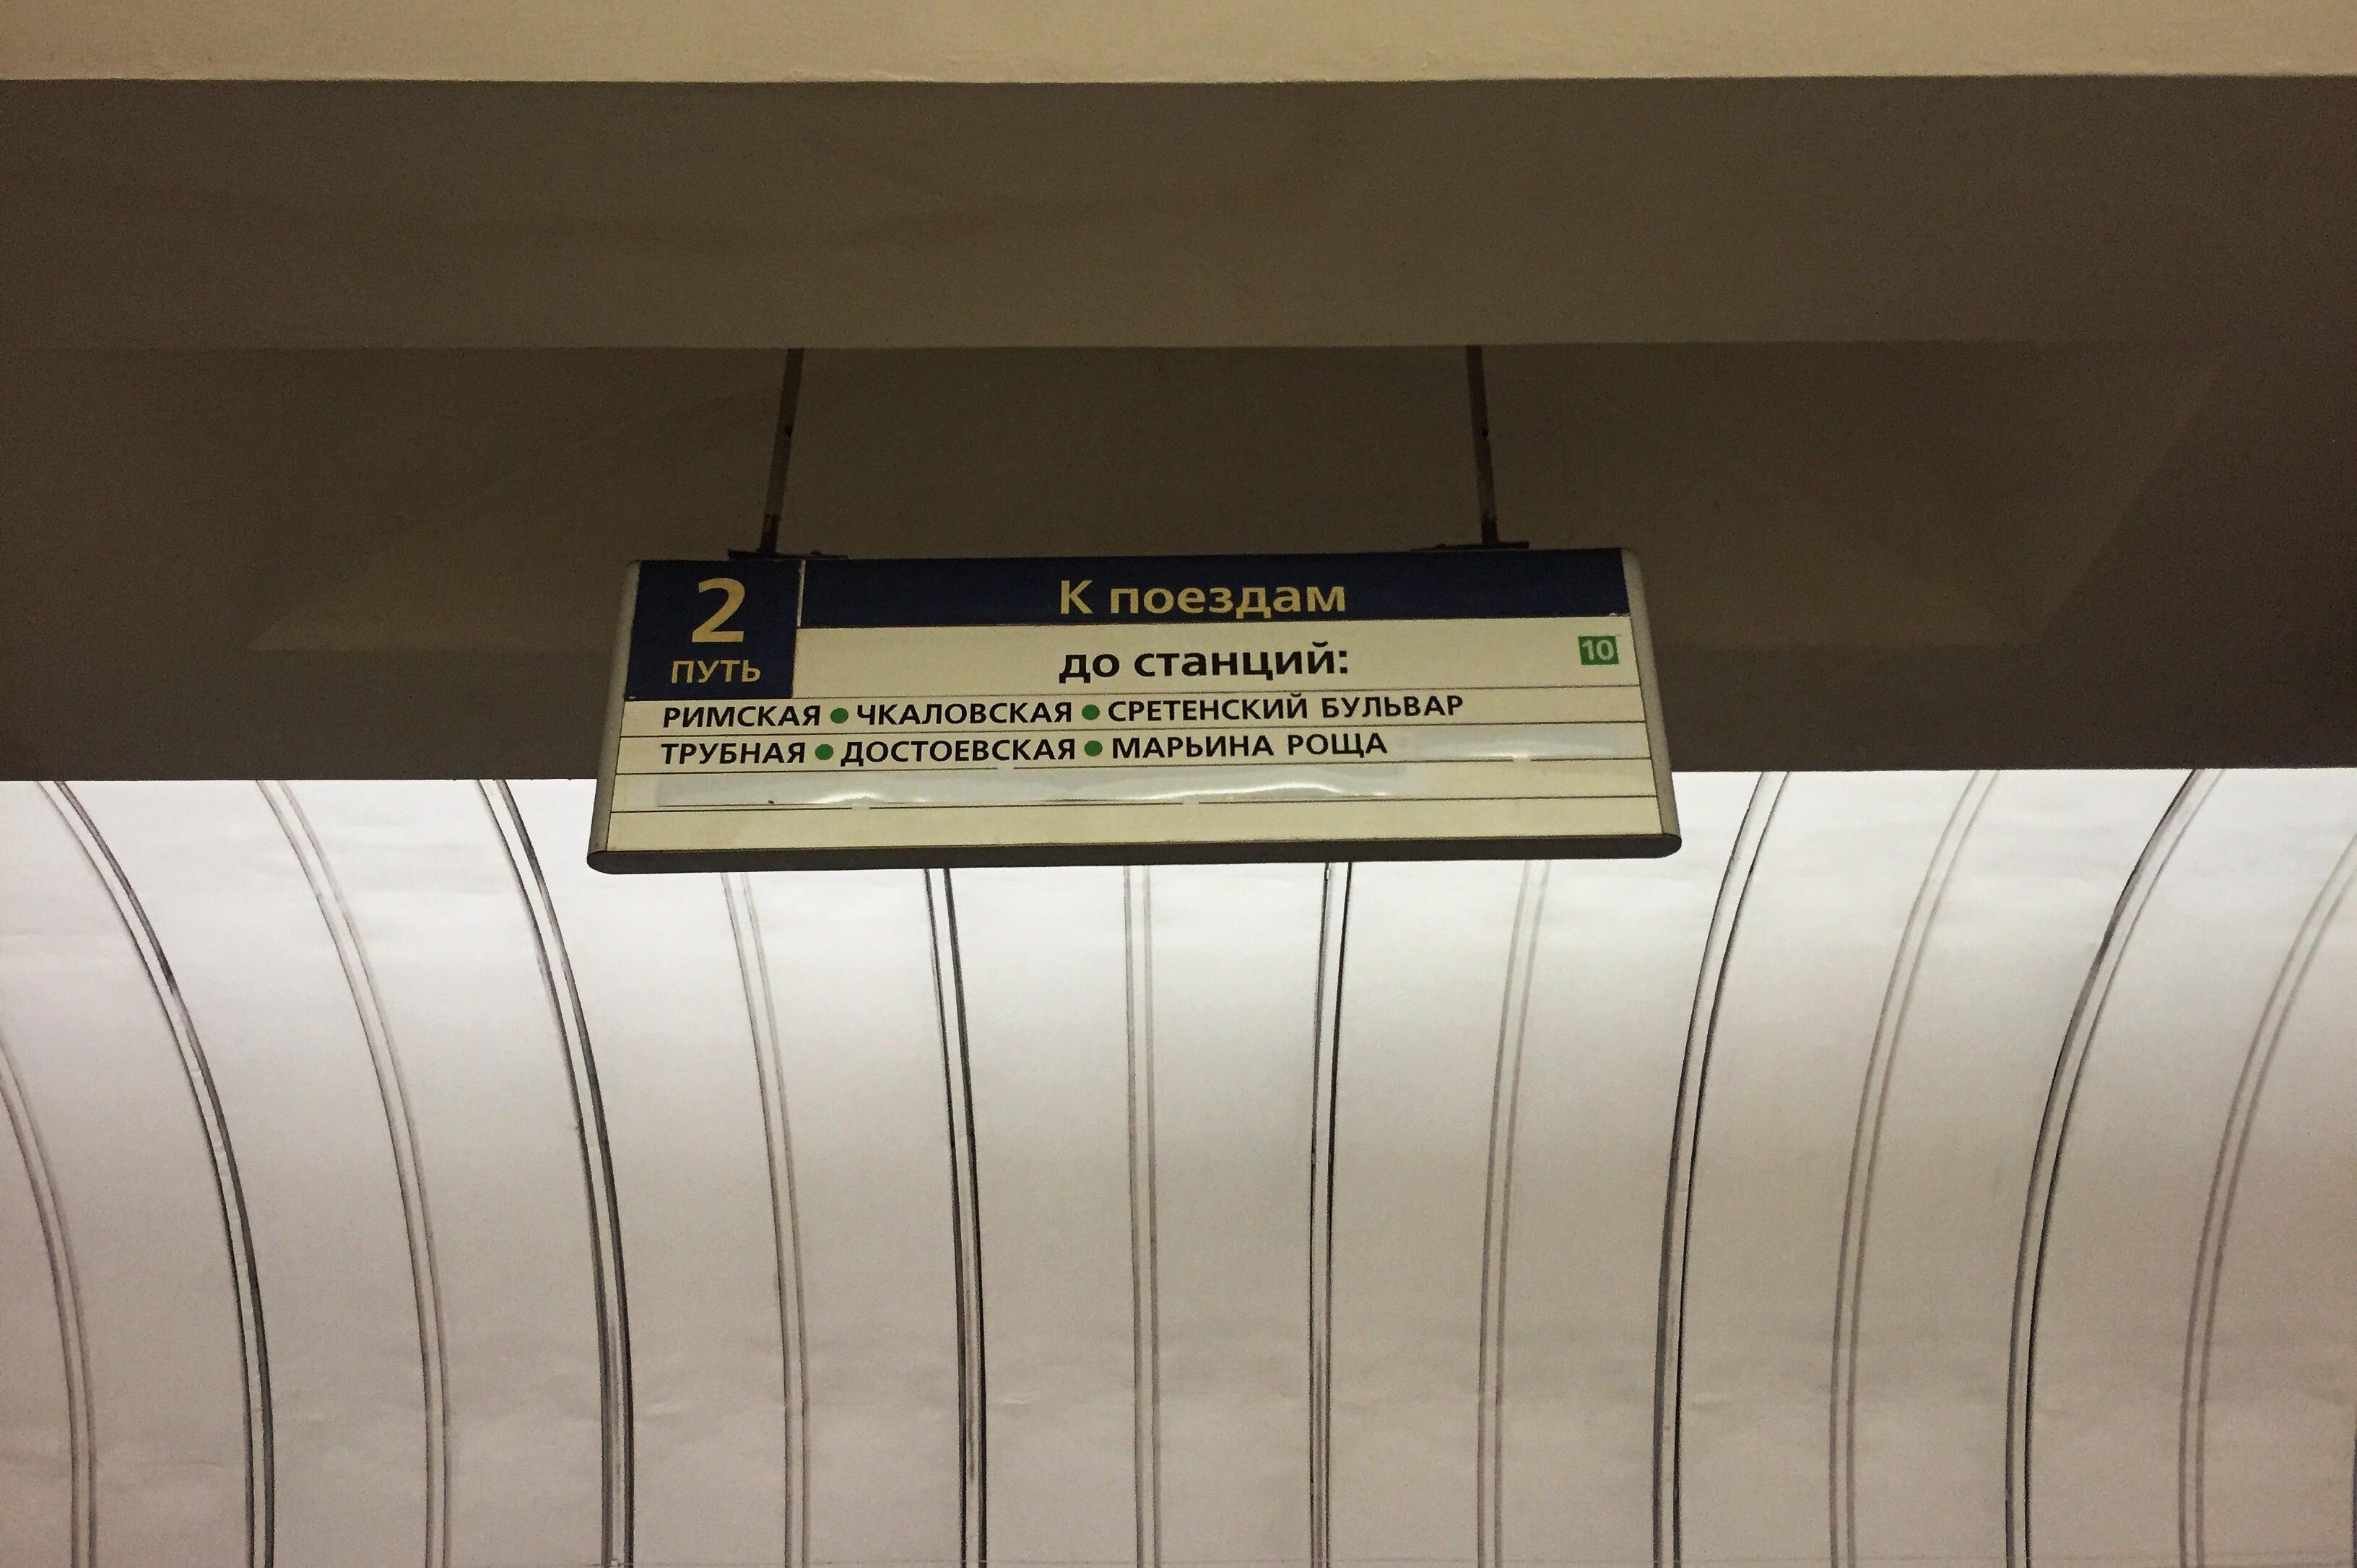 2
ПУТЬ
К поездам
до станций:
10
РИМСКАЯ ● ЧКАЛОВСКАЯ ● СРЕТЕНСКИЙ БУЛЬВАР
ТРУБНАЯ ● ДОСТОЕВСКАЯ ● МАРЬИНА РОЩА